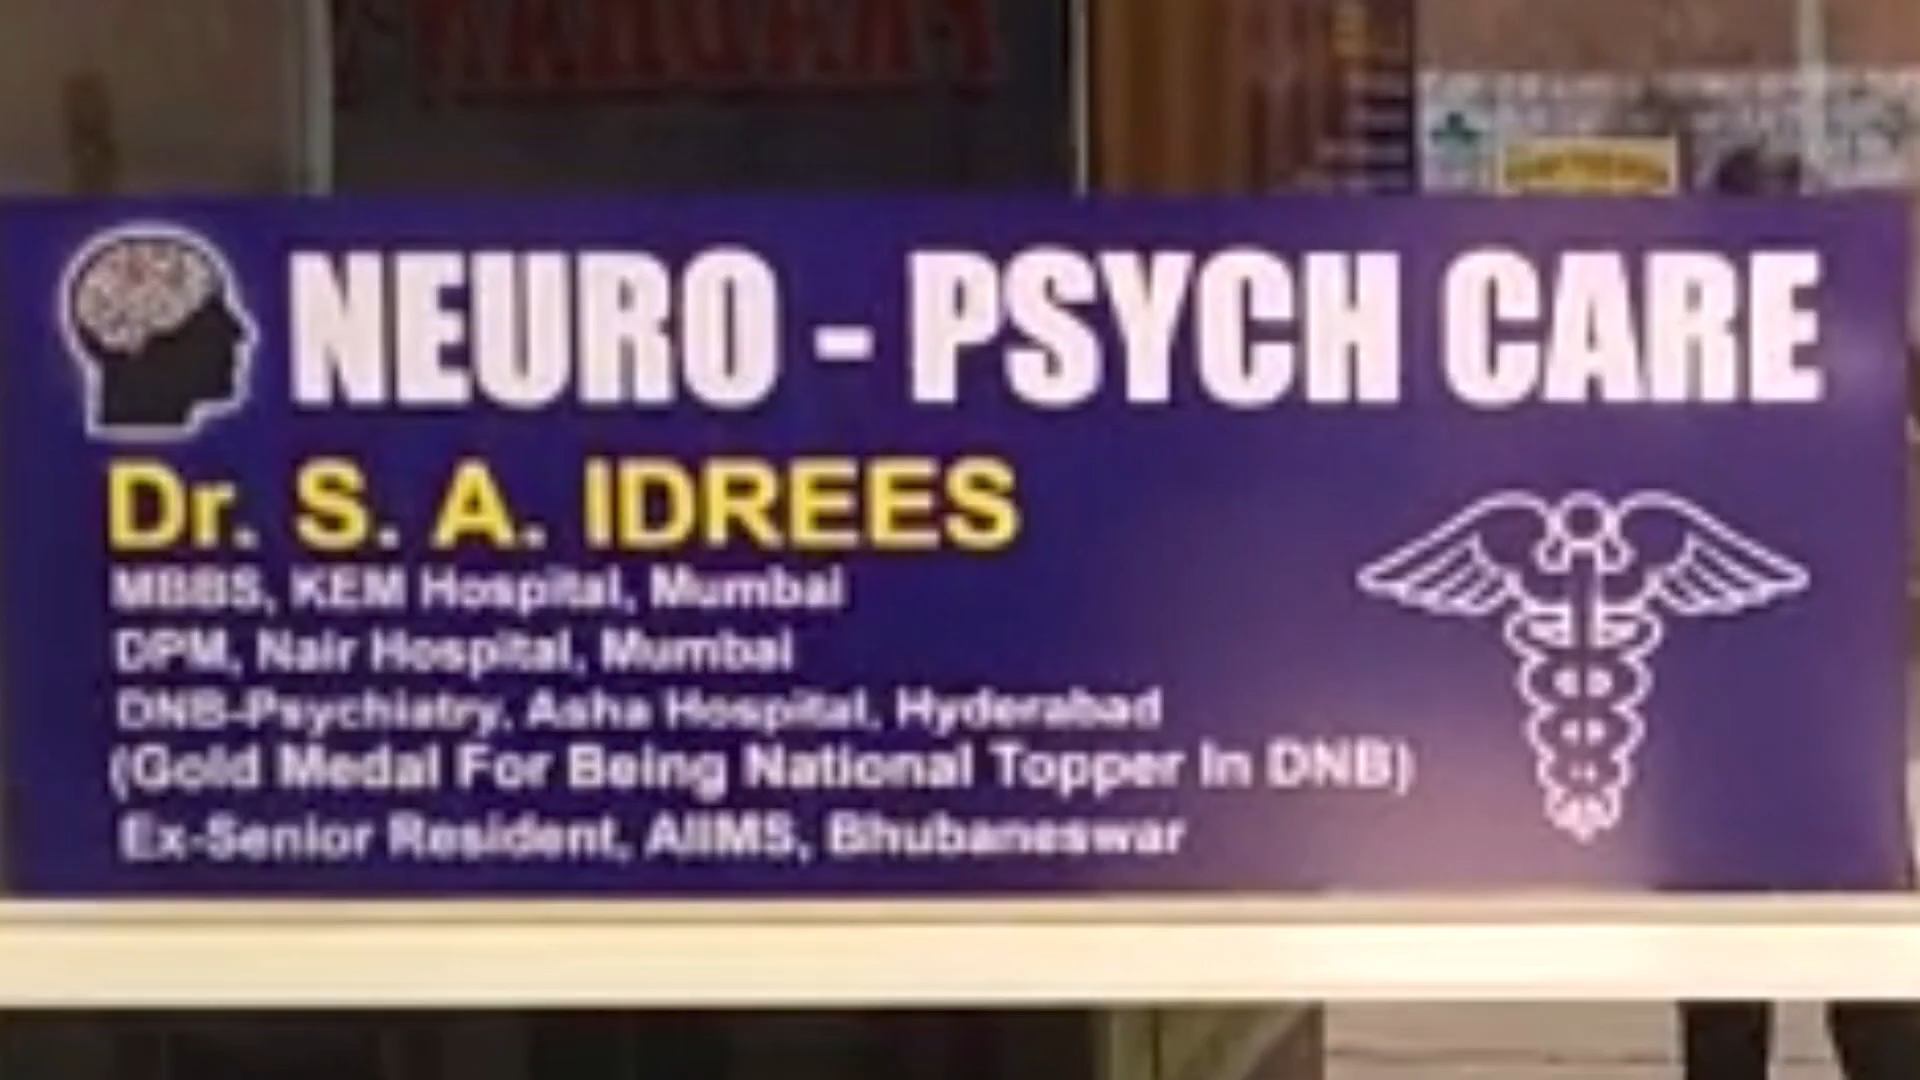 NEURO - PSYCH CARE
Dr. S. A. IDREES
MBBS, KEM Hospital, Mumbai
DPM, Nair Hospital, Mumbai
DNB-Psychiatry, Asha Hospital, Hyderabad
(Gold Medal For Being National Topper In DNB)
Ex-Senior Resident, AIIMS, Bhubaneswar